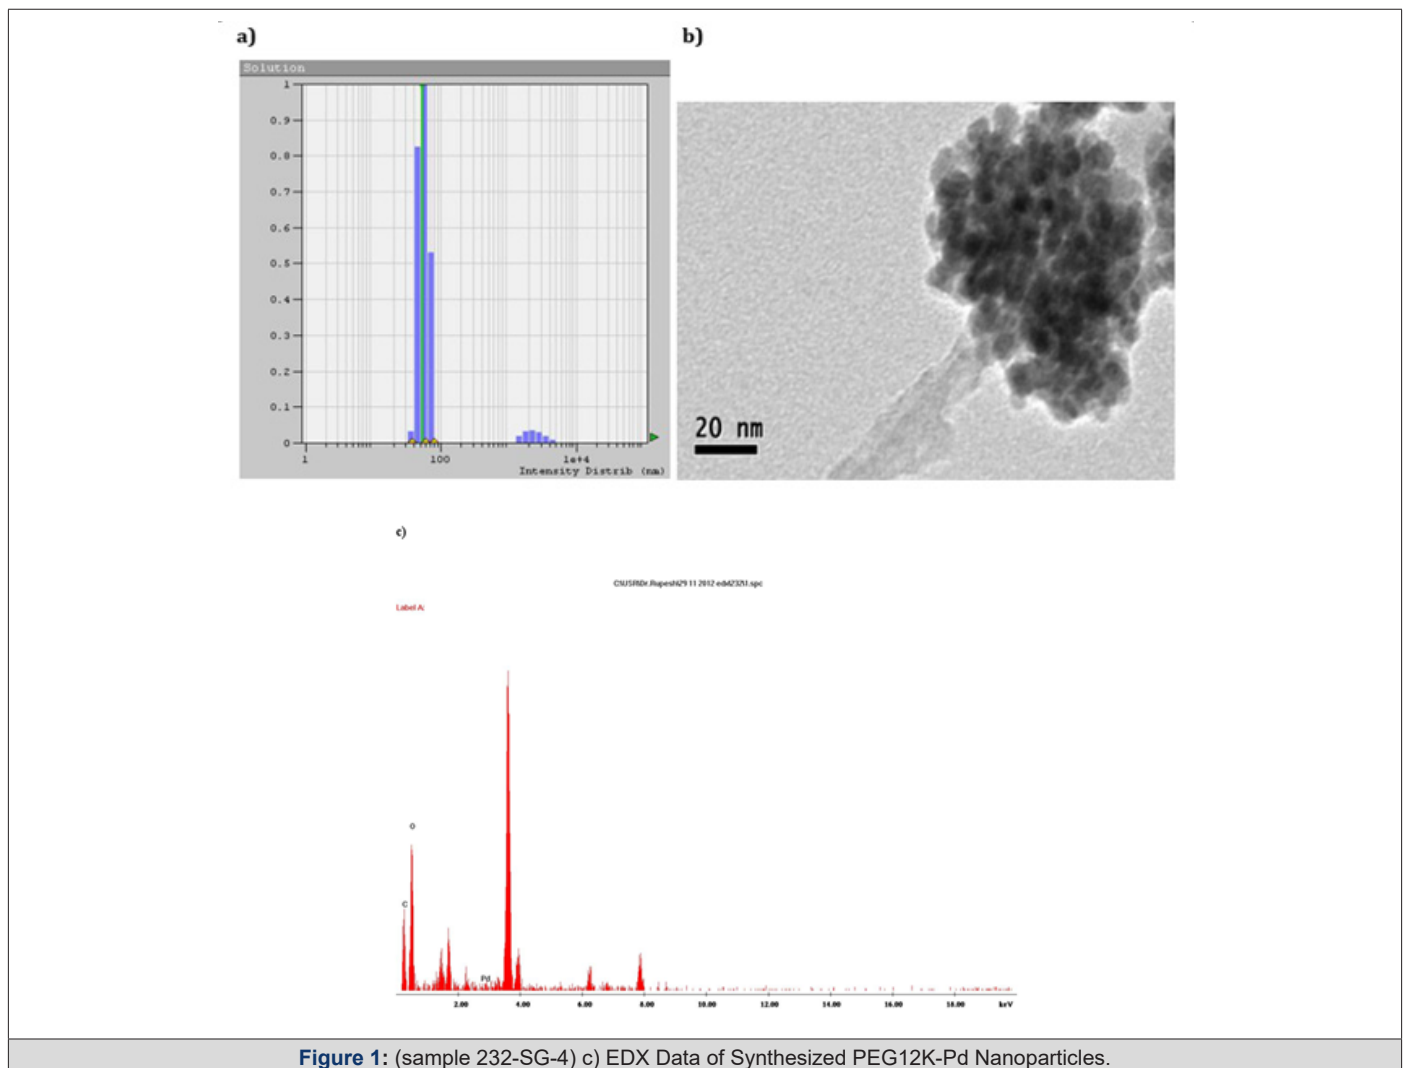 a)
b)
Solution
1
0.9
0.8
0.7
0.6
0.5
0.4
0.3
0.2
0.1
0
1 100 1e+4
Intensity Distrib (nm)
20 nm
c)
Label A:
O
C
Pd
2.00 4.00 6.00 8.00 10.00 12.00 14.00 16.00 18.00 keV
Figure 1: (sample 232-SG-4) c) EDX Data of Synthesized PEG12K-Pd Nanoparticles.